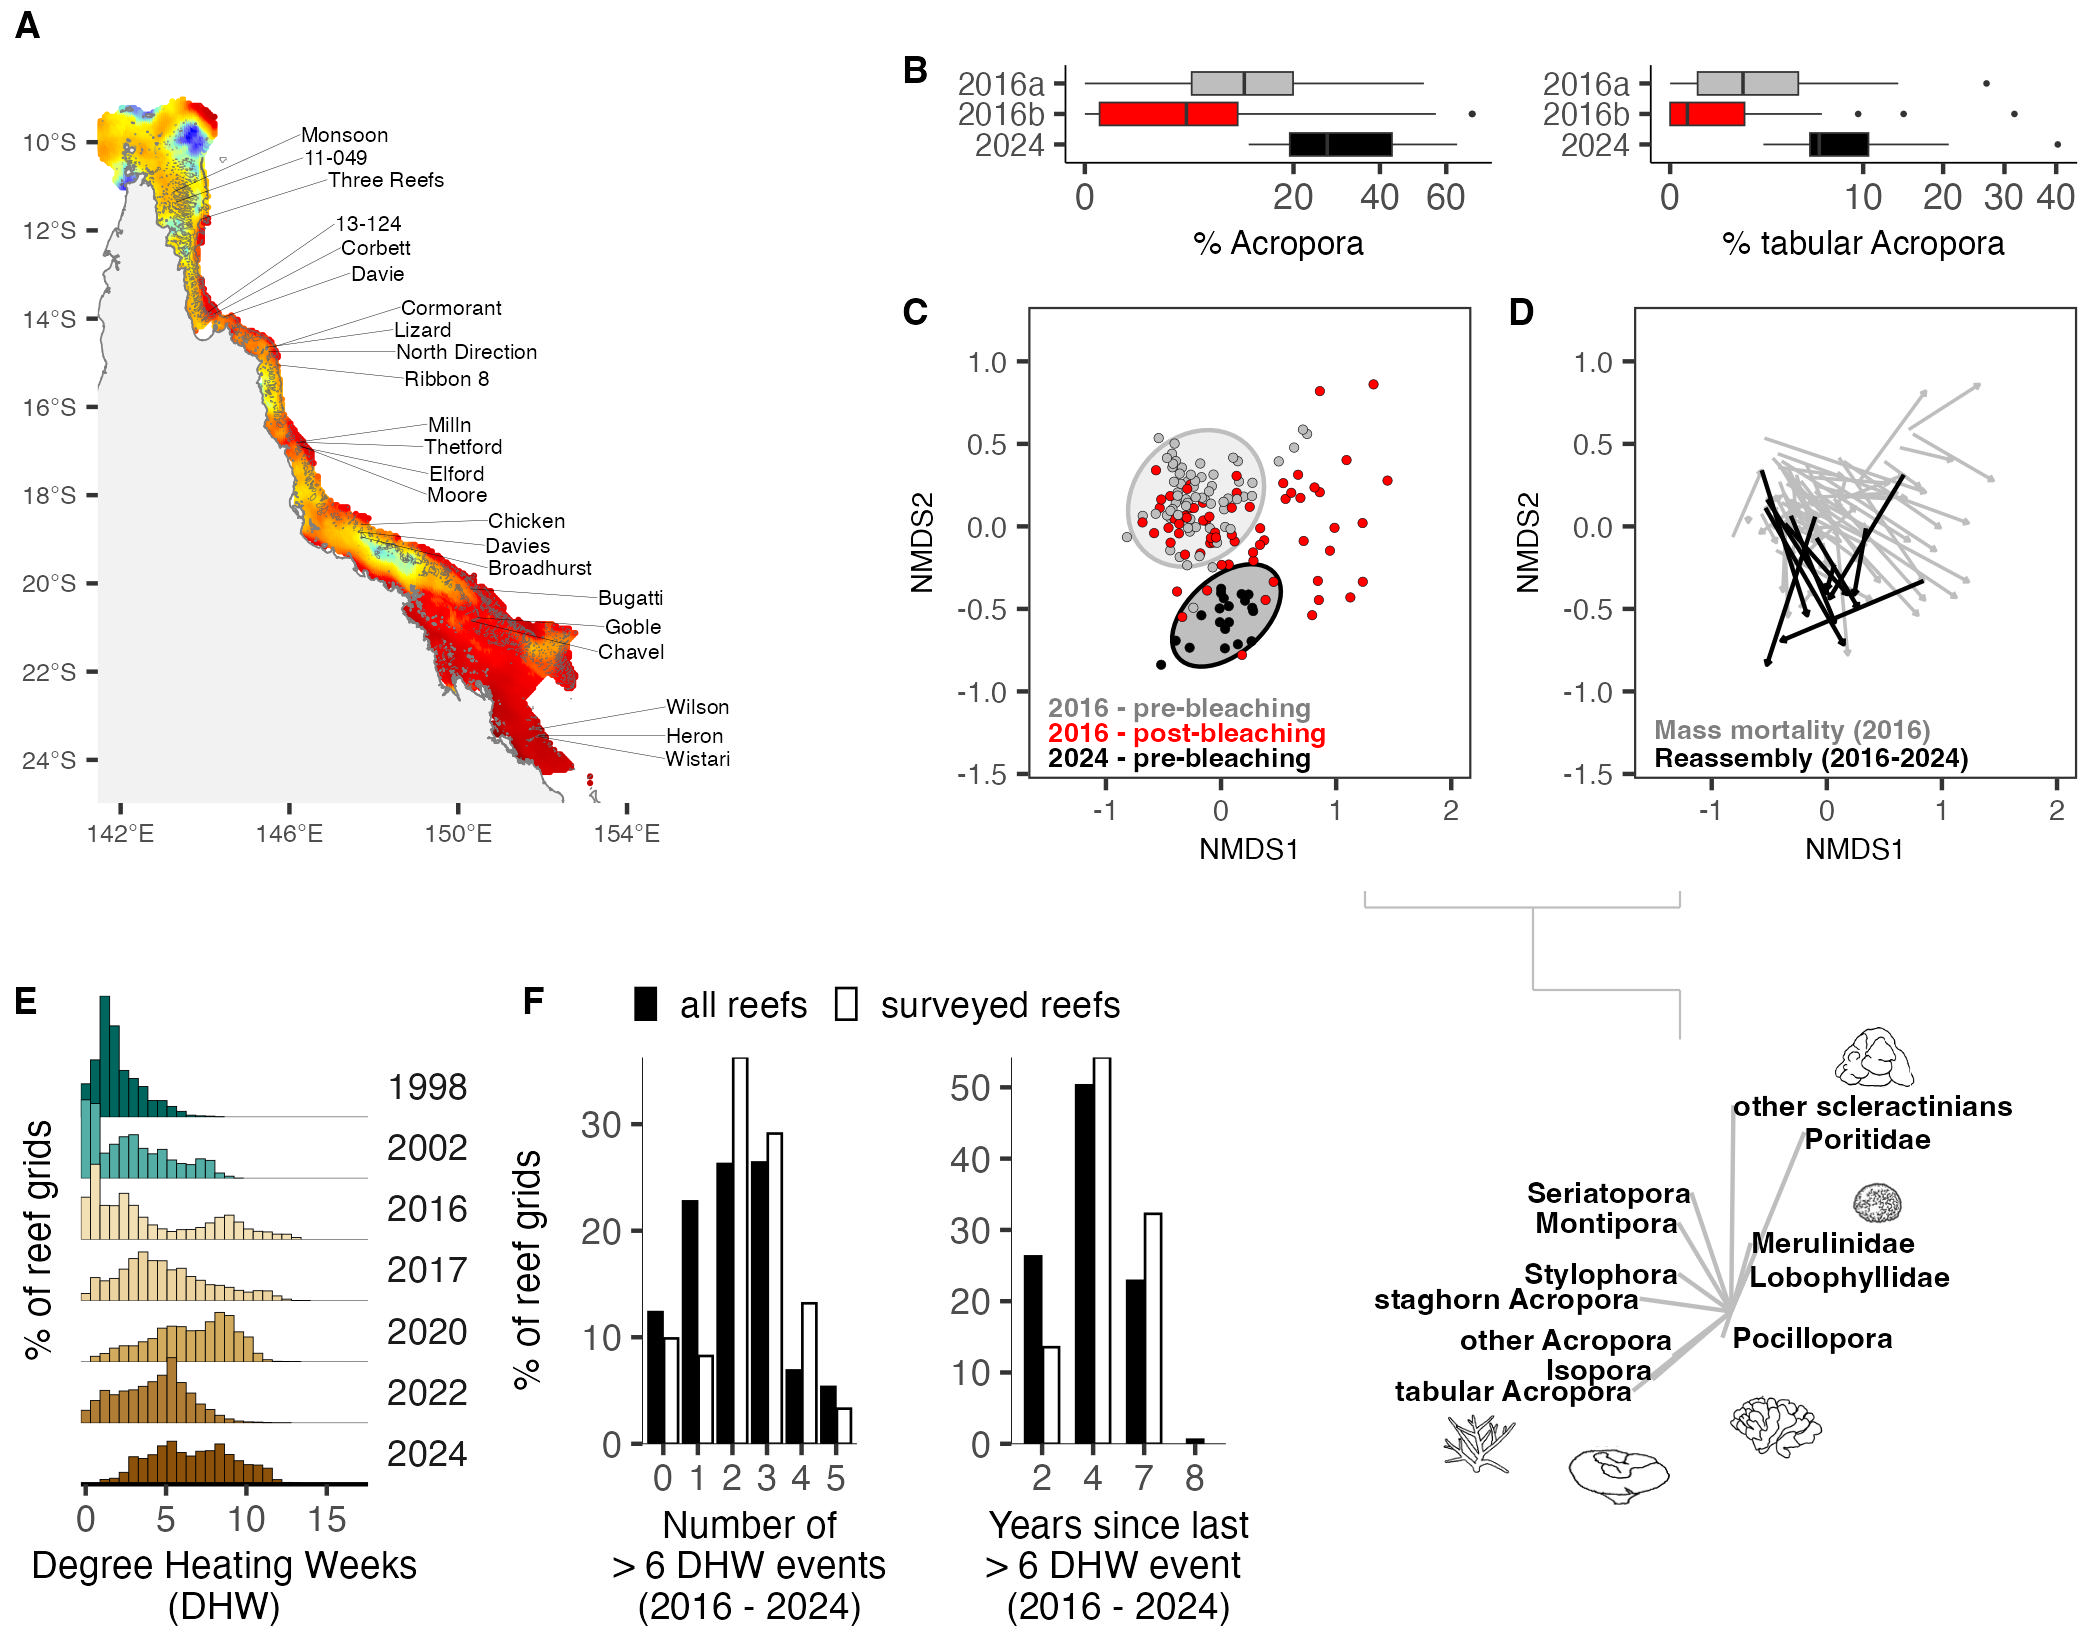 A
10°S
12°S
14°S
16°S
18°S
20°S
22°S
24°S
142°E
146°E
150°E
154°E
Monsoon
11-049
Three Reefs
13-124
Corbett
Davie
Cormorant
Lizard
North Direction
Ribbon 8
Milln
Thetford
Elford
Moore
Chicken
Davies
Broadhurst
Bugatti
Goble
Chavel
Wilson
Heron
Wistari
B
2016a
2016b
2024
0 20 40 60
% Acropora
2016a
2016b
2024
0 10 20 30 40
% tabular Acropora
C
NMDS2
1.0
0.5
0.0
-0.5
-1.0
-1.5
2016 - pre-bleaching
2016 - post-bleaching
2024 - pre-bleaching
-1 0 1 2
NMDS1
D
NMDS2
1.0
0.5
0.0
-0.5
-1.0
-1.5
Mass mortality (2016)
Reassembly (2016-2024)
-1 0 1 2
NMDS1
other scleractinians
Poritidae
Seriatopora
Montipora
Merulinidae
Lobophyllidae
Stylophora
staghorn Acropora
other Acropora
Pocillopora
Isopora
tabular Acropora
E
% of reef grids
1998
2002
2016
2017
2020
2022
2024
0 5 10 15
Degree Heating Weeks
(DHW)
F
all reefs
surveyed reefs
% of reef grids
30
20
10
0
0 1 2 3 4 5
Number of
> 6 DHW events
(2016 - 2024)
50
40
30
20
10
0
2 4 7 8
Years since last
> 6 DHW event
(2016 - 2024)